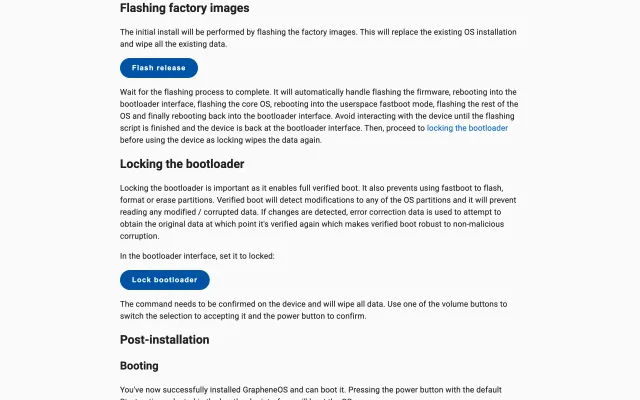 Flashing factory images
The initial install will be performed by flashing the factory images. This will replace the existing OS installation
and wipe all the existing data.
Flash release
Wait for the flashing process to complete. It will automatically handle flashing the firmware, rebooting into the
bootloader interface, flashing the core OS, rebooting into the userspace fastboot mode, flashing the rest of the
OS and finally rebooting back into the bootloader interface. Avoid interacting with the device until the flashing
script is finished and the device is back at the bootloader interface. Then, proceed to locking the bootloader
before using the device as locking wipes the data again.
Locking the bootloader
Locking the bootloader is important as it enables full verified boot. It also prevents using fastboot to flash,
format or erase partitions. Verified boot will detect modifications to any of the OS partitions and it will prevent
reading any modified / corrupted data. If changes are detected, error correction data is used to attempt to
obtain the original data at which point it's verified again which makes verified boot robust to non-malicious
corruption.
In the bootloader interface, set it to locked:
Lock bootloader
The command needs to be confirmed on the device and will wipe all data. Use one of the volume buttons to
switch the selection to accepting it and the power button to confirm.
Post-installation
Booting
You've now successfully installed GrapheneOS and can boot it. Pressing the power button with the default